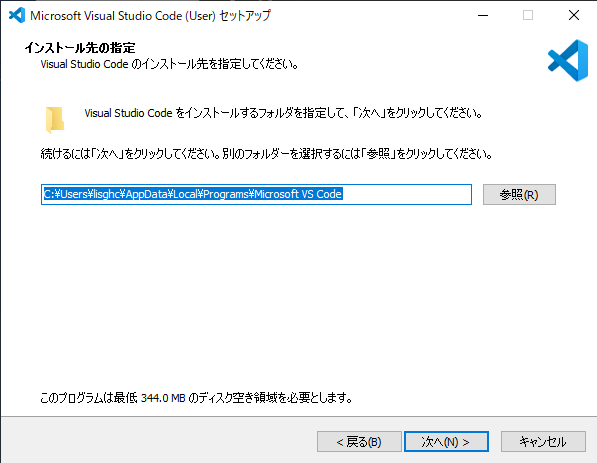 Microsoft Visual Studio Code (User) セットアップ
インストール先の指定
Visual Studio Code のインストール先を指定してください。
Visual Studio Code をインストールするフォルダを指定して、「次へ」をクリックしてください。
続けるには「次へ」をクリックしてください。別のフォルダーを選択するには「参照」をクリックしてください。
C:¥Users¥lisghc¥AppData¥Local¥Programs¥Microsoft VS Code
参照(R)
このプログラムは最低 344.0 MB のディスク空き領域を必要とします。
< 戻る(B)
次へ(N) >
キャンセル